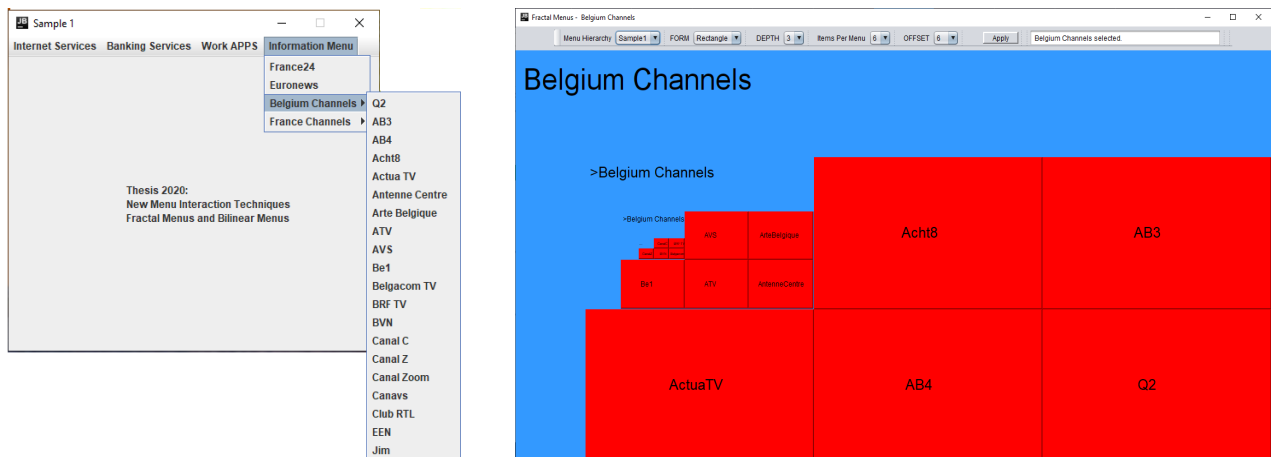 JB
Sample 1
Internet Services Banking Services Work APPS Information Menu
France24
Euronews
Belgium Channels
France Channels
Q2
AB3
AB4
Acht8
Actua TV
Antenne Centre
Arte Belgique
ATV
AVS
Be1
Belgacom TV
BRF TV
BVN
Canal C
Canal Z
Canal Zoom
Canavs
Club RTL
EEN
Jim
Thesis 2020:
New Menu Interaction Techniques
Fractal Menus and Bilinear Menus
JB
Fractal Menus - Belgium Channels
Menu Hierarchy Sample1 FORM Rectangle DEPTH 3 Items Per Menu 6 OFFSET 6 Apply Belgium Channels selected.
Belgium Channels
>Belgium Channels
Acht8 AB3
>Belgium Channels
AVS ArteBelgique
Be1 ATV AntenneCentre
ActuaTV AB4 Q2